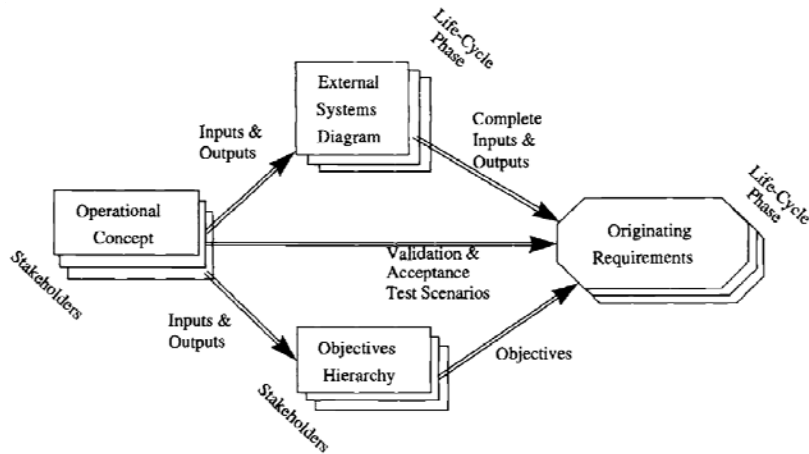 Life-Cycle
Phase
External
Systems
Diagram
Inputs &
Outputs
Complete
Inputs &
Outputs
Life-Cycle
Phase
Operational
Concept
Originating
Requirements
Validation &
Acceptance
Test Scenarios
Stakeholders
Inputs &
Outputs
Objectives
Hierarchy
Objectives
Stakeholders